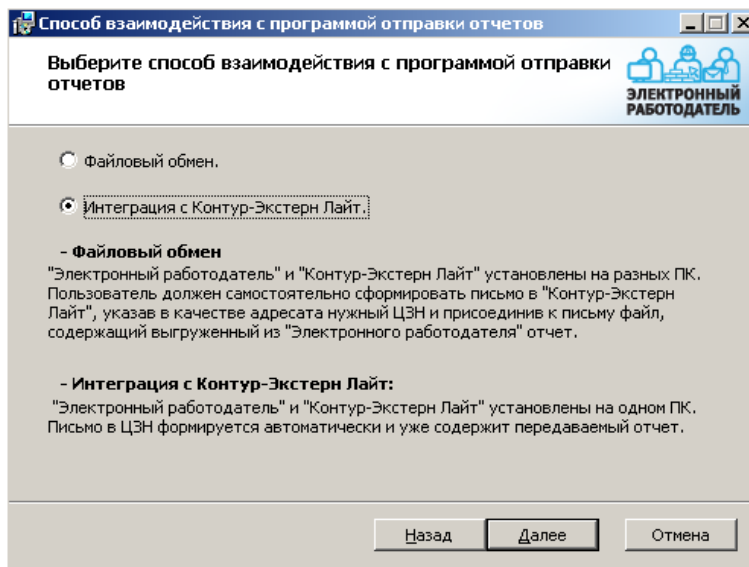 Способ взаимодействия с программой отправки отчетов
Выберите способ взаимодействия с программой отправки
отчетов
ЭЛЕКТРОННЫЙ
РАБОТОДАТЕЛЬ
Файловый обмен.
Интеграция с Контур-Экстерн Лайт.
- Файловый обмен
"Электронный работодатель" и "Контур-Экстерн Лайт" установлены на разных ПК.
Пользователь должен самостоятельно сформировать письмо в "Контур-Экстерн
Лайт", указав в качестве адресата нужный ЦЗН и присоединив к письму файл,
содержащий выгруженный из "Электронного работодателя" отчет.
- Интеграция с Контур-Экстерн Лайт:
"Электронный работодатель" и "Контур-Экстерн Лайт" установлены на одном ПК.
Письмо в ЦЗН формируется автоматически и уже содержит передаваемый отчет.
Назад Далее Отмена